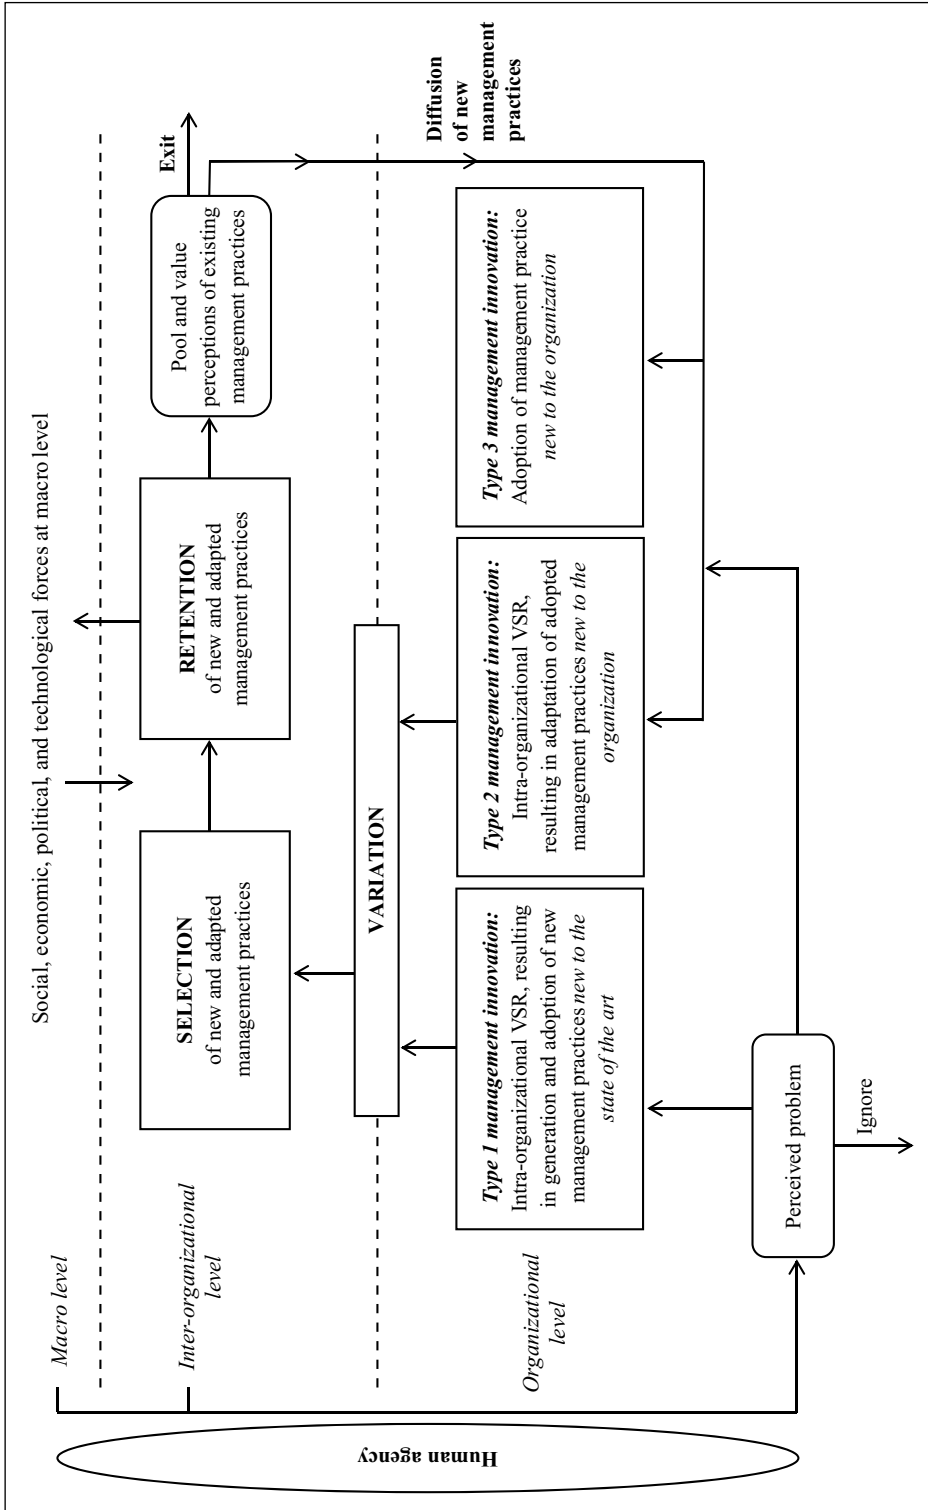 Human agency
Macro level
Social, economic, political, and technological forces at macro level
Inter-organizational
level
SELECTION
of new and adapted
management practices
RETENTION
of new and adapted
management practices
Pool and value
perceptions of existing
management practices
Exit
VARIATION
Organizational
level
Type 1 management innovation:
Intra-organizational VSR, resulting
in generation and adoption of new
management practices new to the
state of the art
Type 2 management innovation:
Intra-organizational VSR,
resulting in adaptation of adopted
management practices new to the
organization
Type 3 management innovation:
Adoption of management practice
new to the organization
Diffusion
of new
management
practices
Perceived problem
Ignore